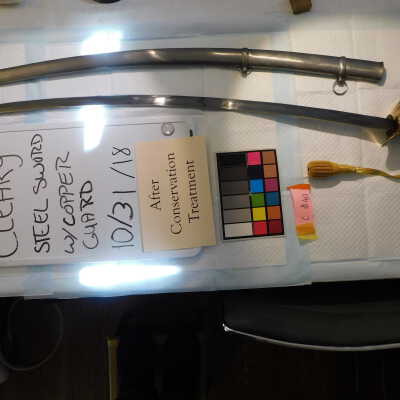 CLEARY
STEEL SWORD
W/COPPER
GUARD
10/31/18
After
Conservation
Treatment